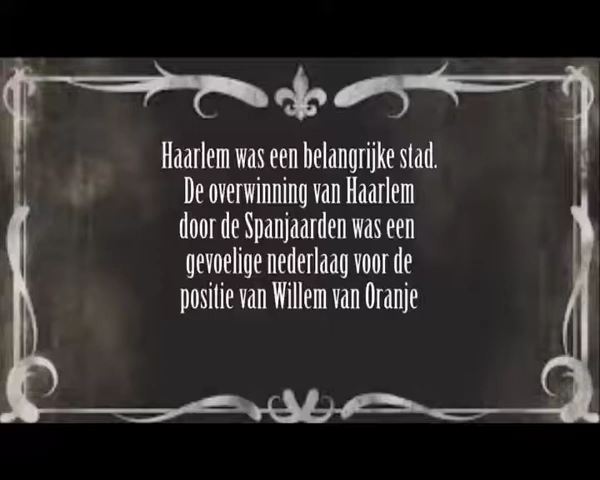 Haarlem was een belangrijke stad.
De overwinning van Haarlem
door de Spanjaarden was een
gevoelige nederlaag voor de
positie van Willem van Oranje